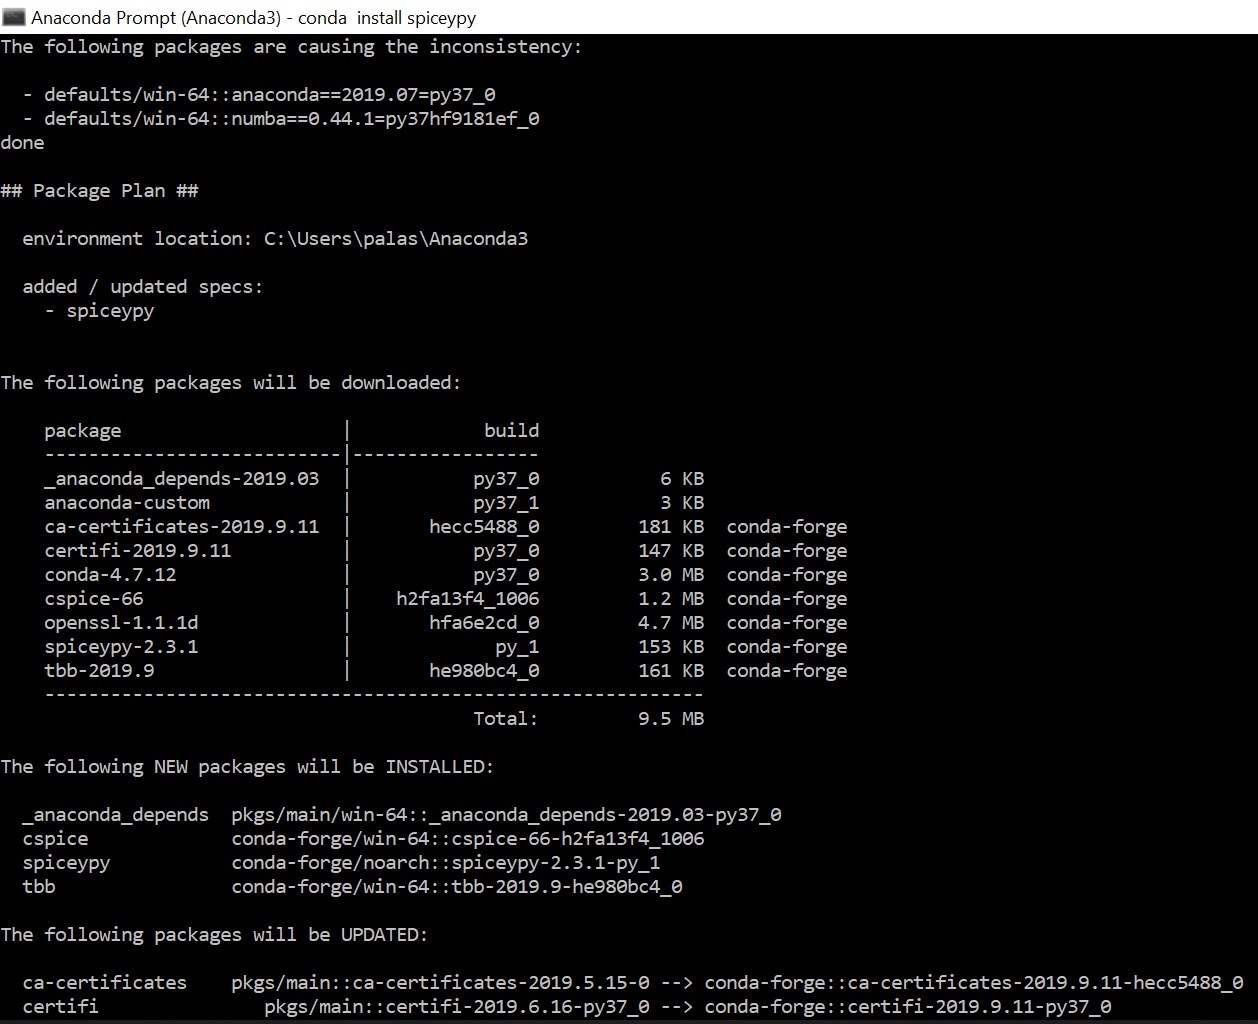 Anaconda Prompt (Anaconda3) - conda  install spiceypy
The following packages are causing the inconsistency:
  - defaults/win-64::anaconda==2019.07=py37_0
  - defaults/win-64::numba==0.44.1=py37hf9181ef_0
done
## Package Plan ##
  environment location: C:\Users\palas\Anaconda3
  added / updated specs:
    - spiceypy
The following packages will be downloaded:
    package                    |            build
    ---------------------------|-----------------
    _anaconda_depends-2019.03  |           py37_0           6 KB
    anaconda-custom            |           py37_1           3 KB
    ca-certificates-2019.9.11  |       hecc5488_0         181 KB  conda-forge
    certifi-2019.9.11          |           py37_0         147 KB  conda-forge
    conda-4.7.12               |           py37_0         3.0 MB  conda-forge
    cspice-66                  |    h2fa13f4_1006         1.2 MB  conda-forge
    openssl-1.1.1d             |       hfa6e2cd_0         4.7 MB  conda-forge
    spiceypy-2.3.1             |             py_1         153 KB  conda-forge
    tbb-2019.9                 |       he980bc4_0         161 KB  conda-forge
    ------------------------------------------------------------
                                           Total:         9.5 MB
The following NEW packages will be INSTALLED:
  _anaconda_depends  pkgs/main/win-64::_anaconda_depends-2019.03-py37_0
  cspice             conda-forge/win-64::cspice-66-h2fa13f4_1006
  spiceypy           conda-forge/noarch::spiceypy-2.3.1-py_1
  tbb                conda-forge/win-64::tbb-2019.9-he980bc4_0
The following packages will be UPDATED:
  ca-certificates    pkgs/main::ca-certificates-2019.5.15-0 --> conda-forge::ca-certificates-2019.9.11-hecc5488_0
  certifi               pkgs/main::certifi-2019.6.16-py37_0 --> conda-forge::certifi-2019.9.11-py37_0